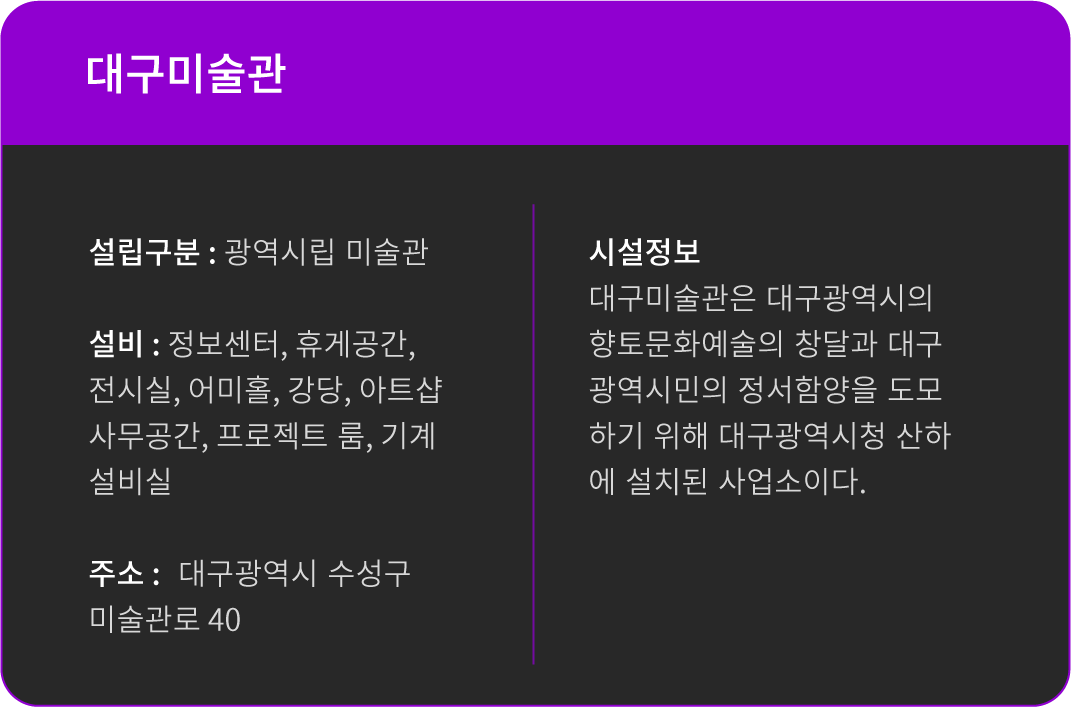 대구미술관
설립구분 : 광역시립 미술관
설비 : 정보센터, 휴게공간,
전시실, 어미홀, 강당, 아트샵
사무공간, 프로젝트 룸, 기계
설비실
주소 : 대구광역시 수성구
미술관로 40
시설정보
대구미술관은 대구광역시의
향토문화예술의 창달과 대구
광역시민의 정서함양을 도모
하기 위해 대구광역시청 산하
에 설치된 사업소이다.